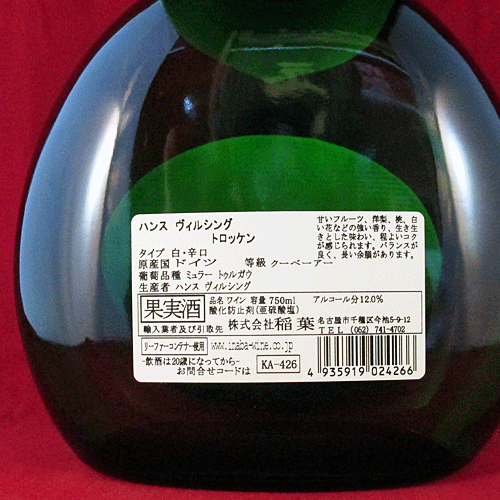 ハンス ヴィルシング
トロッケン
タイプ 白・辛口
原産国 ドイツ 等級 クーベーアー
葡萄品種 ミュラー トゥルガウ
生産者 ハンス ヴィルシング
甘いフルーツ、洋梨、桃、白
い花などの強い香り、生き生
きとした味わい、程よいコク
が感じられます。バランスが
良く、長い余韻があります。
果実酒
品名 ワイン 容量 750ml アルコール分 12.0%
酸化防止剤(亜硫酸塩)
輸入業者及び引取先 株式会社 稲葉
名古屋市千種区今池5-9-12
TEL (052) 741-4702
リーファーコンテナー使用 www.inaba-wine.co.jp
-飲酒は20歳になってから-
お問合せコードは KA-426
4 935919 024266